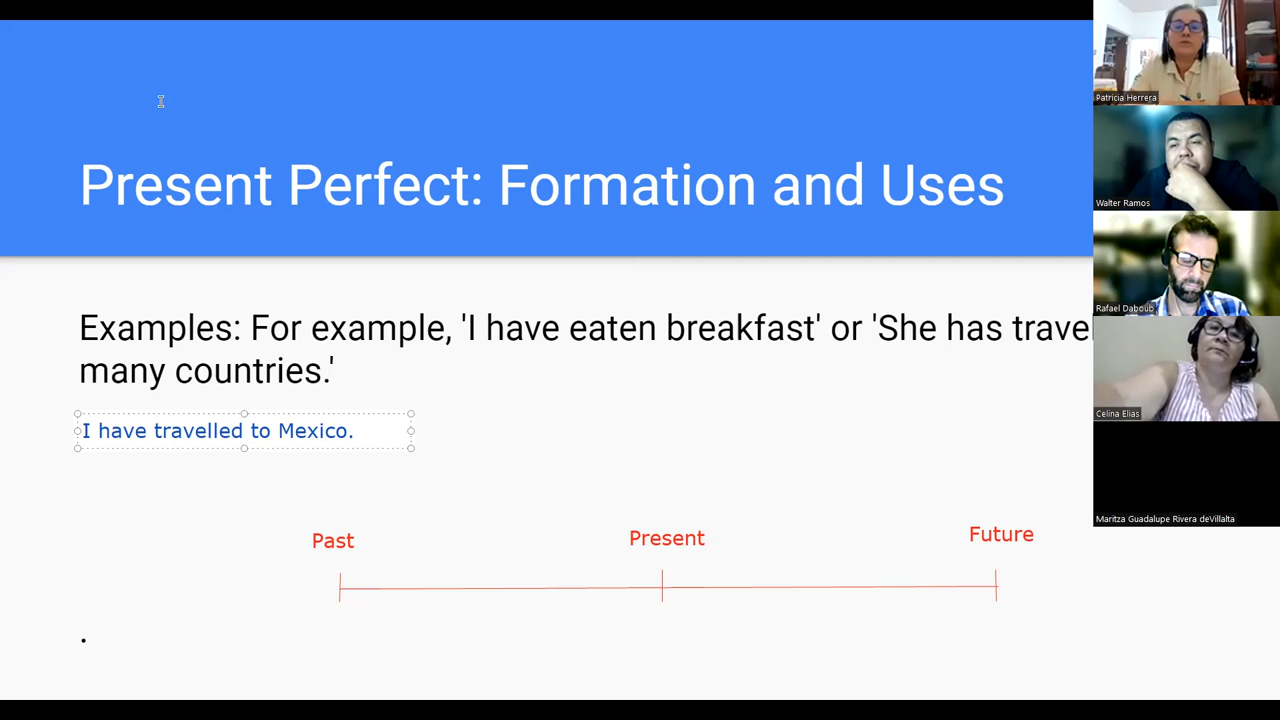 Present Perfect: Formation and Uses
Examples: For example, 'I have eaten breakfast' or 'She has travel
many countries.'
I have travelled to Mexico.
Past
Present
Future
.
Patricia Herrera
Walter Ramos
Rafael Daboub
Celina Elias
Maritza Guadalupe Rivera deVillalta